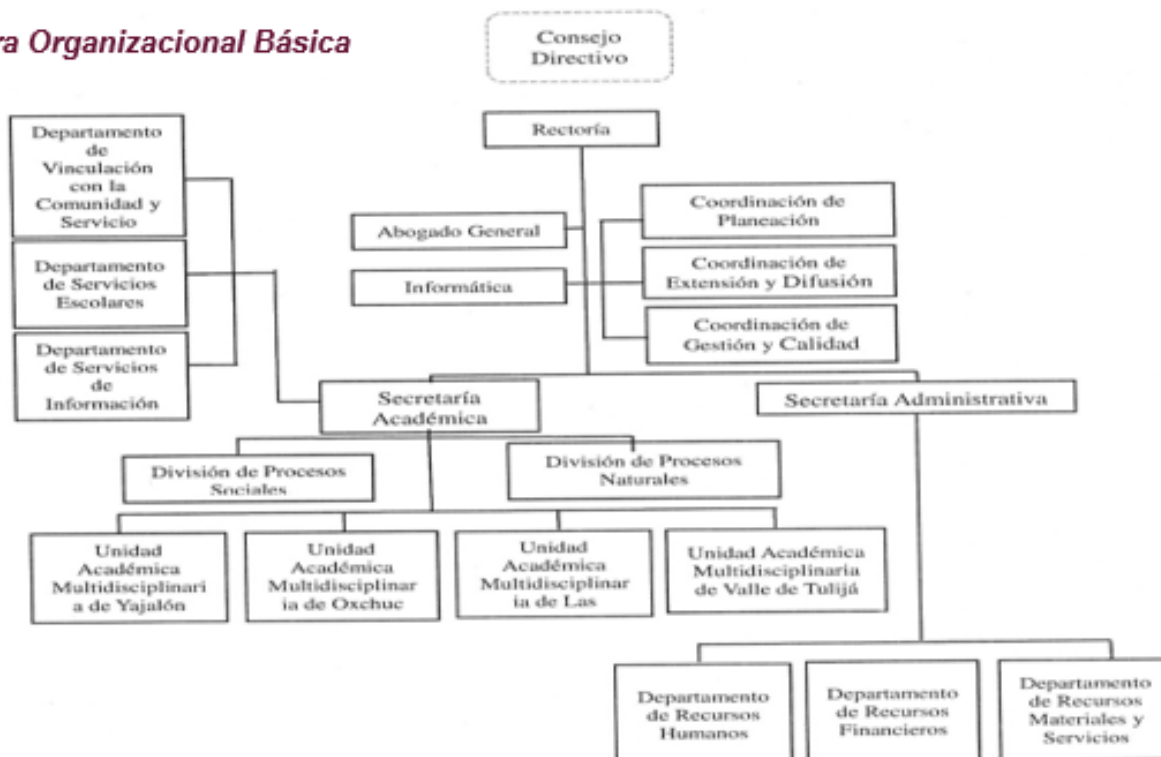 ra Organizacional Básica
Consejo
Directivo
Rectoría
Departamento
de
Vinculación
con la
Comunidad y
Servicio
Abogado General
Coordinación de
Planeación
Departamento
de Servicios
Escolares
Informática
Coordinación de
Extensión y Difusión
Coordinación de
Gestión y Calidad
Departamento
de Servicios
de
Información
Secretaría
Académica
Secretaría Administrativa
División de Procesos
Sociales
División de Procesos
Naturales
Unidad
Académica
Multidisciplinari
a de Yajalón
Unidad
Académica
Multidisciplinar
ia de Oxchuc
Unidad
Académica
Multidisciplinar
ia de Las
Unidad Académica
Multidisciplinaria
de Valle de Tulijá
Departamento
de Recursos
Humanos
Departamento
de Recursos
Financieros
Departamento
de Recursos
Materiales y
Servicios